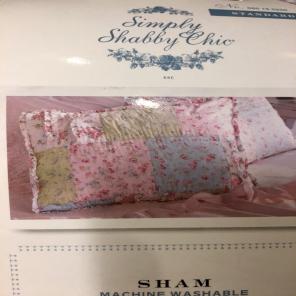 STANDARD
Simply
Shabby Chic
SHAM
MACHINE WASHABLE